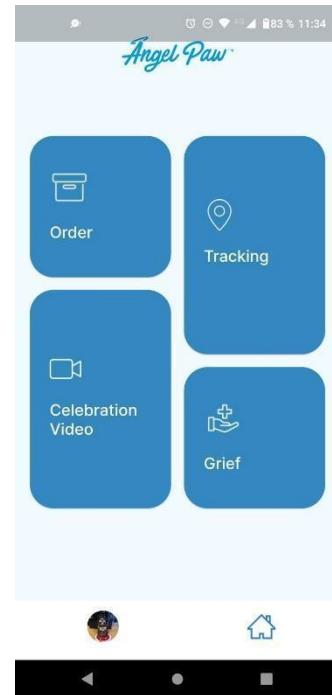 83 % 11:34
Angel Paw
Order
Tracking
Celebration
Video
Grief